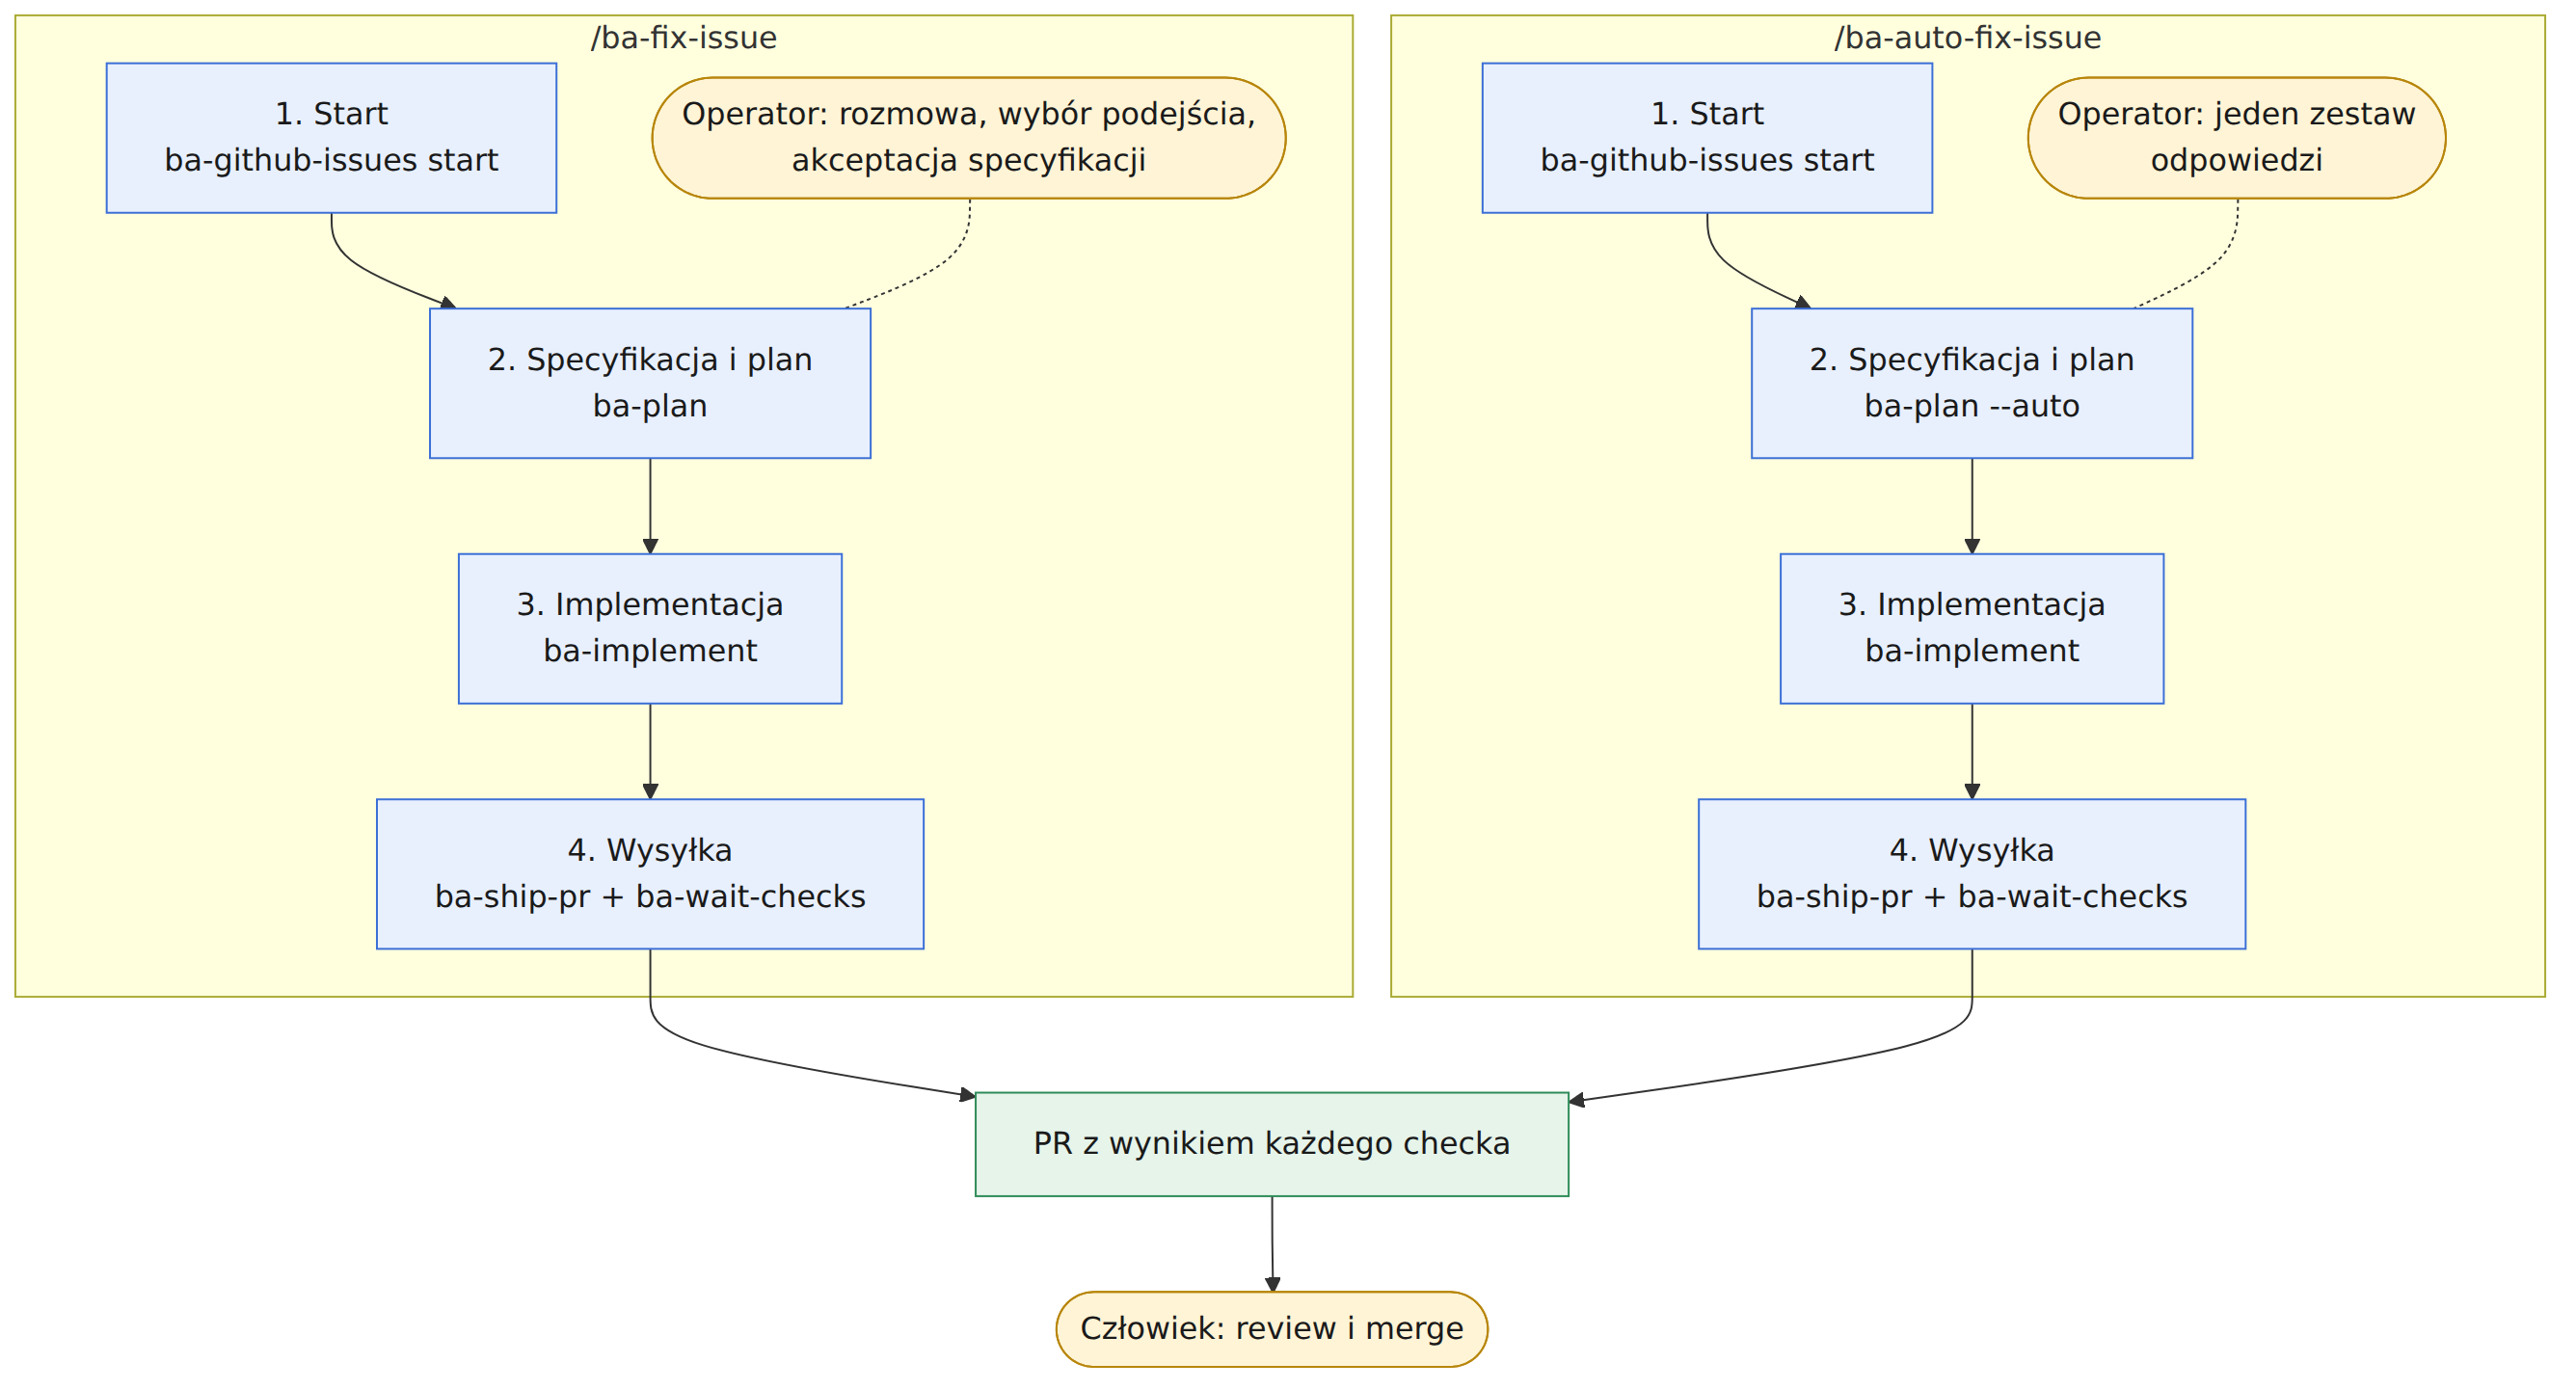 /ba-fix-issue
1. Start
ba-github-issues start
Operator: rozmowa, wybór podejścia,
akceptacja specyfikacji
2. Specyfikacja i plan
ba-plan
3. Implementacja
ba-implement
4. Wysyłka
ba-ship-pr + ba-wait-checks
/ba-auto-fix-issue
1. Start
ba-github-issues start
Operator: jeden zestaw
odpowiedzi
2. Specyfikacja i plan
ba-plan --auto
3. Implementacja
ba-implement
4. Wysyłka
ba-ship-pr + ba-wait-checks
PR z wynikiem każdego checka
Człowiek: review i merge